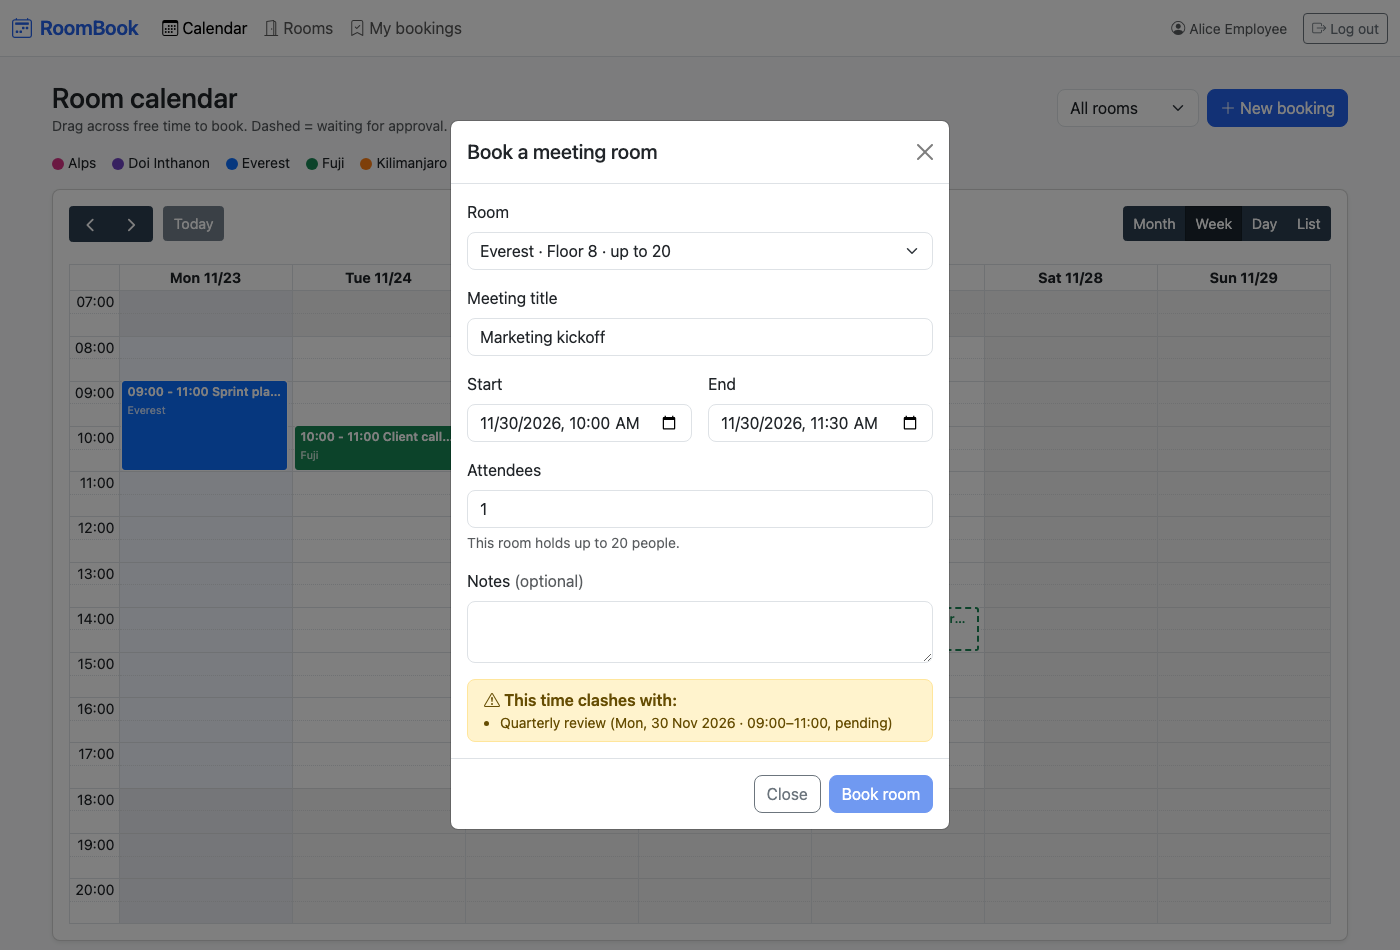 RoomBook
Calendar
Rooms
My bookings
Alice Employee
Log out
Room calendar
Drag across free time to book. Dashed = waiting for approval.
All rooms
New booking
Alps
Doi Inthanon
Everest
Fuji
Kilimanjaro
Today
Month
Week
Day
List
Mon 11/23
Tue 11/24
Sat 11/28
Sun 11/29
07:00
08:00
09:00
10:00
11:00
12:00
13:00
14:00
15:00
16:00
17:00
18:00
19:00
20:00
09:00 - 11:00 Sprint pla...
Everest
10:00 - 11:00 Client call...
Fuji
r...
Book a meeting room
Room
Everest · Floor 8 · up to 20
Meeting title
Marketing kickoff
Start
End
11/30/2026, 10:00 AM
11/30/2026, 11:30 AM
Attendees
1
This room holds up to 20 people.
Notes (optional)
This time clashes with:
• Quarterly review (Mon, 30 Nov 2026 · 09:00–11:00, pending)
Close
Book room